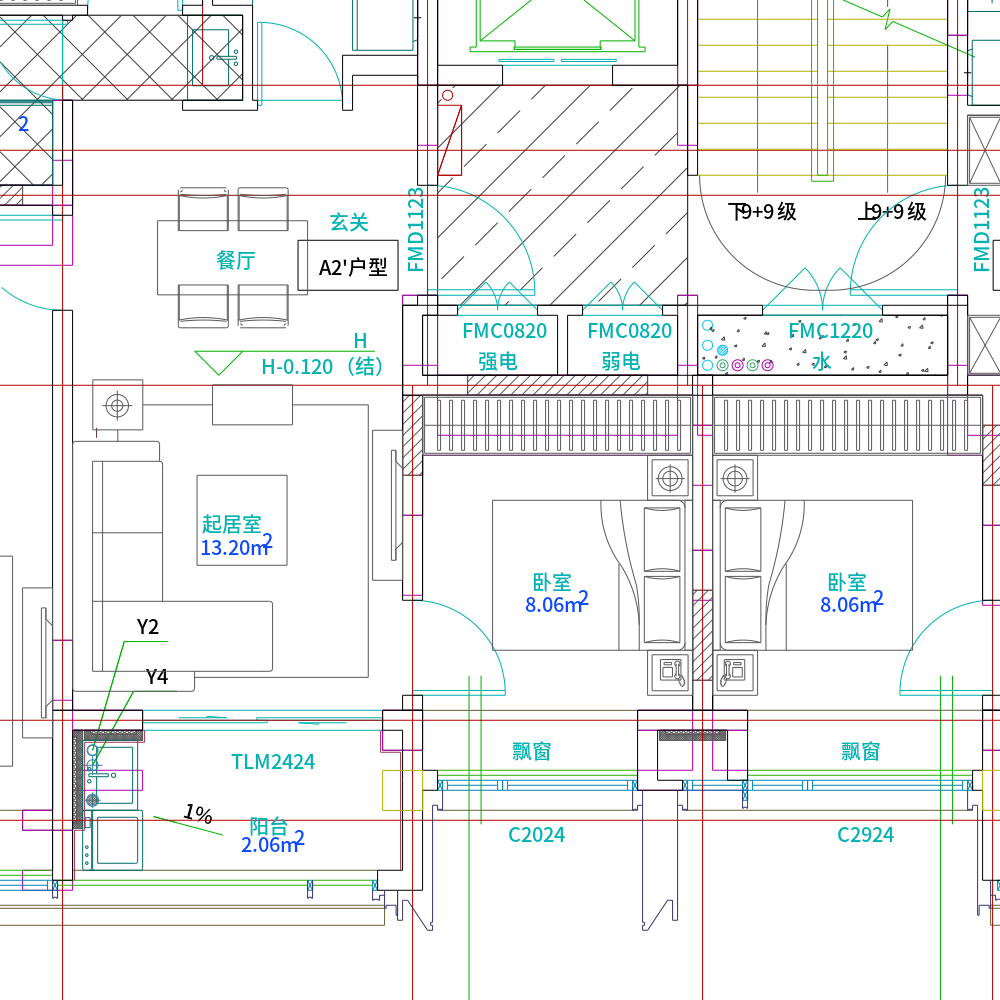 2
玄关
餐厅
A2'户型
FMD1123
下9+9 级
上9+9 级
FMD1123
H
H-0.120（结）
FMC0820
强电
FMC0820
弱电
FMC1220
水
起居室
13.20m2
卧室
8.06m2
卧室
8.06m2
Y2
Y4
TLM2424
飘窗
飘窗
1%
阳台
2.06m2
C2024
C2924